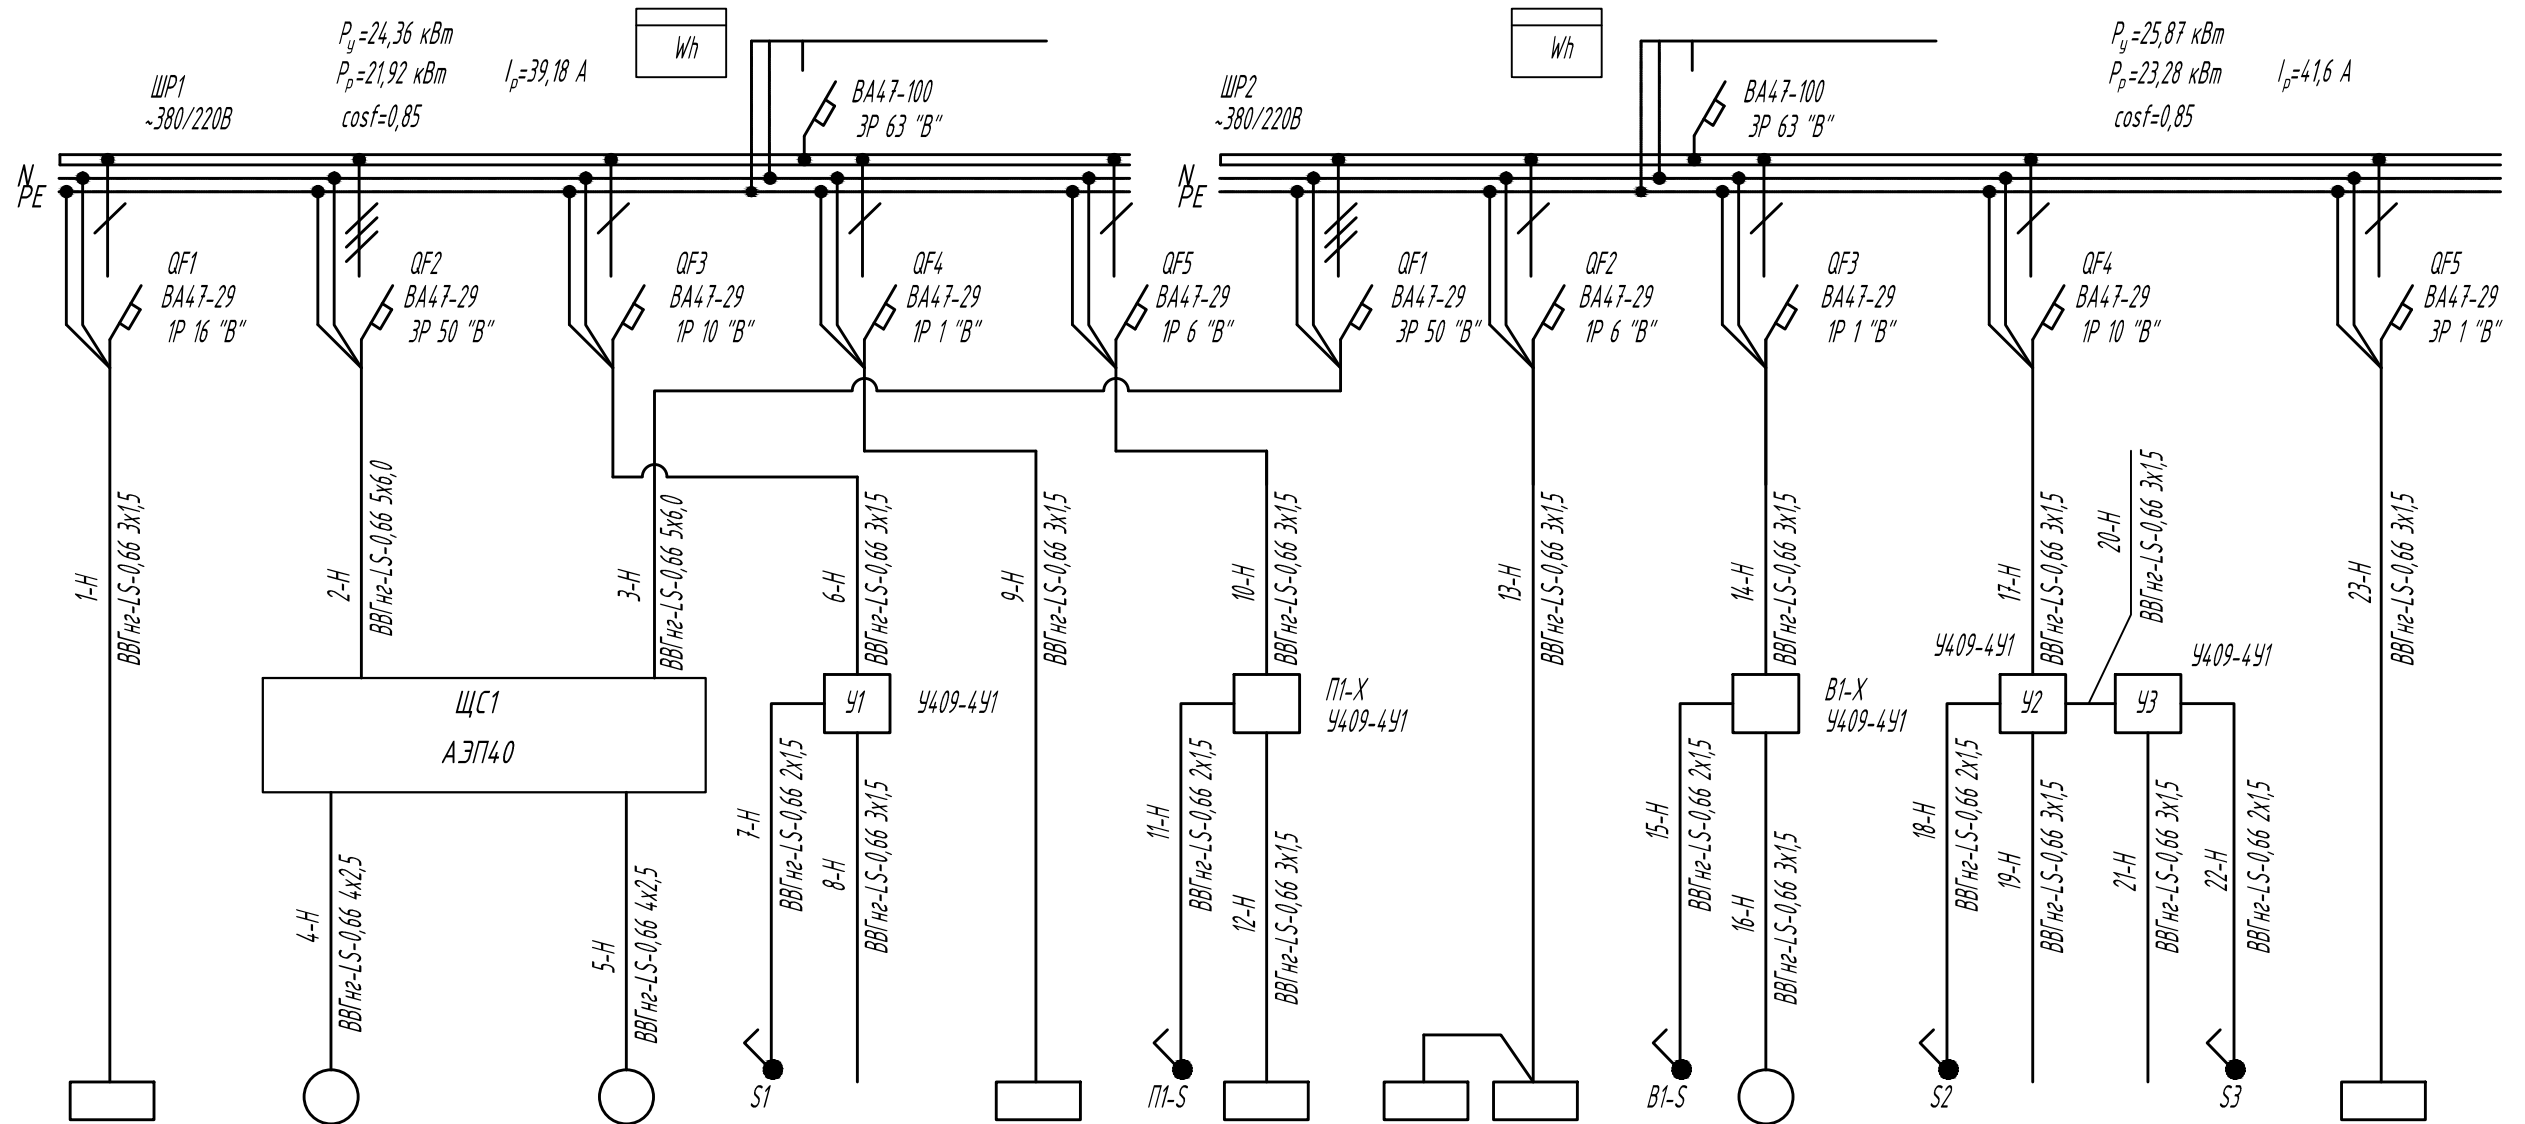 Pу=24,36 кВт
Pр=21,92 кВт
Iр=39,18 А
cosf=0,85
Wh
ШР1
~380/220В
ВА47-100
3Р 63 "В"
Wh
ШР2
~380/220В
ВА47-100
3Р 63 "В"
Pу=25,87 кВт
Pр=23,28 кВт
Iр=41,6 А
cosf=0,85
N
PE
N
PE
QF1
ВА47-29
1Р 16 "В"
QF2
ВА47-29
3Р 50 "В"
QF3
ВА47-29
1Р 10 "В"
QF4
ВА47-29
1Р 1 "В"
QF5
ВА47-29
1Р 6 "В"
QF1
ВА47-29
3Р 50 "В"
QF2
ВА47-29
1Р 6 "В"
QF3
ВА47-29
1Р 1 "В"
QF4
ВА47-29
1Р 10 "В"
QF5
ВА47-29
3Р 1 "В"
1-Н
ВВГнг-LS-0,66 3х1,5
2-Н
ВВГнг-LS-0,66 5х6,0
3-Н
ВВГнг-LS-0,66 5х6,0
6-Н
ВВГнг-LS-0,66 3х1,5
9-Н
ВВГнг-LS-0,66 3х1,5
10-Н
ВВГнг-LS-0,66 3х1,5
13-Н
ВВГнг-LS-0,66 3х1,5
14-Н
ВВГнг-LS-0,66 3х1,5
17-Н
ВВГнг-LS-0,66 3х1,5
20-Н
ВВГнг-LS-0,66 3х1,5
23-Н
ВВГнг-LS-0,66 3х1,5
ЩС1
АЭП40
У1
У409-4У1
П1-Х
У409-4У1
В1-Х
У409-4У1
У409-4У1
У2
У3
У409-4У1
4-Н
ВВГнг-LS-0,66 4х2,5
5-Н
ВВГнг-LS-0,66 4х2,5
7-Н
ВВГнг-LS-0,66 2х1,5
8-Н
ВВГнг-LS-0,66 3х1,5
11-Н
ВВГнг-LS-0,66 2х1,5
12-Н
ВВГнг-LS-0,66 3х1,5
15-Н
ВВГнг-LS-0,66 2х1,5
16-Н
ВВГнг-LS-0,66 3х1,5
18-Н
ВВГнг-LS-0,66 2х1,5
19-Н
ВВГнг-LS-0,66 3х1,5
21-Н
ВВГнг-LS-0,66 3х1,5
22-Н
ВВГнг-LS-0,66 2х1,5
S1
П1-S
В1-S
S2
S3